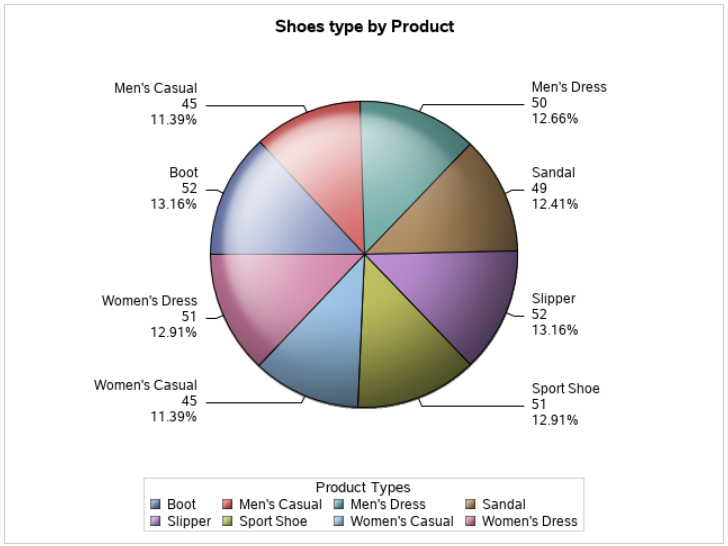 Shoes type by Product
Men's Casual
45
11.39%
Men's Dress
50
12.66%
Boot
52
13.16%
Sandal
49
12.41%
Women's Dress
51
12.91%
Slipper
52
13.16%
Women's Casual
45
11.39%
Sport Shoe
51
12.91%
Product Types
Boot Men's Casual Men's Dress Sandal
Slipper Sport Shoe Women's Casual Women's Dress